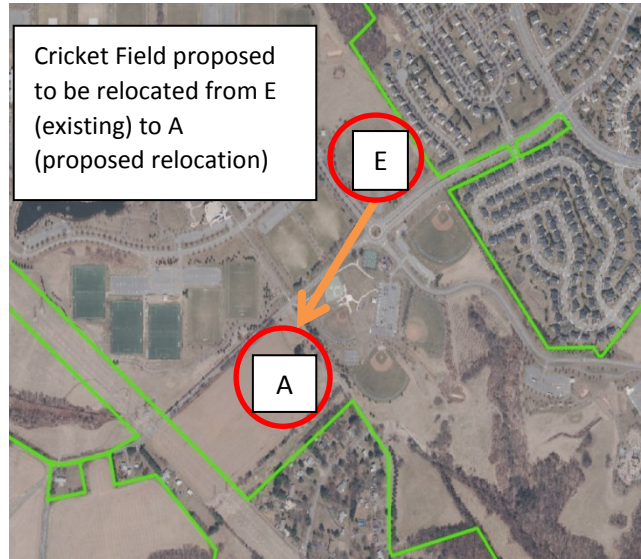 Cricket Field proposed
to be relocated from E
(existing) to A
(proposed relocation)
E
A